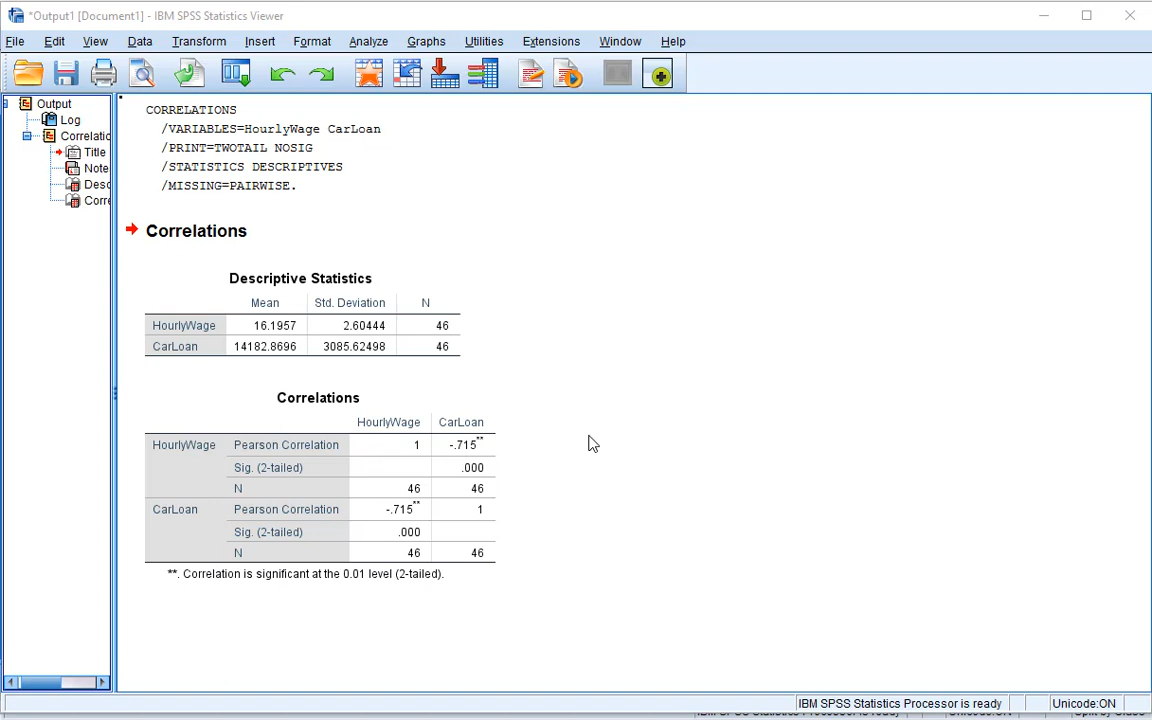 *Output1 [Document1] - IBM SPSS Statistics Viewer
File Edit View Data Transform Insert Format Analyze Graphs Utilities Extensions Window Help
Output
Log
Correlatio
Title
Note
Desc
Corre
CORRELATIONS
/VARIABLES=HourlyWage CarLoan
/PRINT=TWOTAIL NOSIG
/STATISTICS DESCRIPTIVES
/MISSING=PAIRWISE.
Correlations
Descriptive Statistics
Mean Std. Deviation N
HourlyWage 16.1957 2.60444 46
CarLoan 14182.8696 3085.62498 46
Correlations
HourlyWage CarLoan
HourlyWage Pearson Correlation 1 -.715**
Sig. (2-tailed) .000
N 46 46
CarLoan Pearson Correlation -.715** 1
Sig. (2-tailed) .000
N 46 46
**. Correlation is significant at the 0.01 level (2-tailed).
IBM SPSS Statistics Processor is ready Unicode:ON